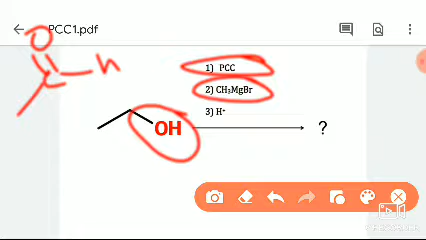 PCC1.pdf
O
C-H
1) PCC
2) CH₃MgBr
3) H⁺
OH
?